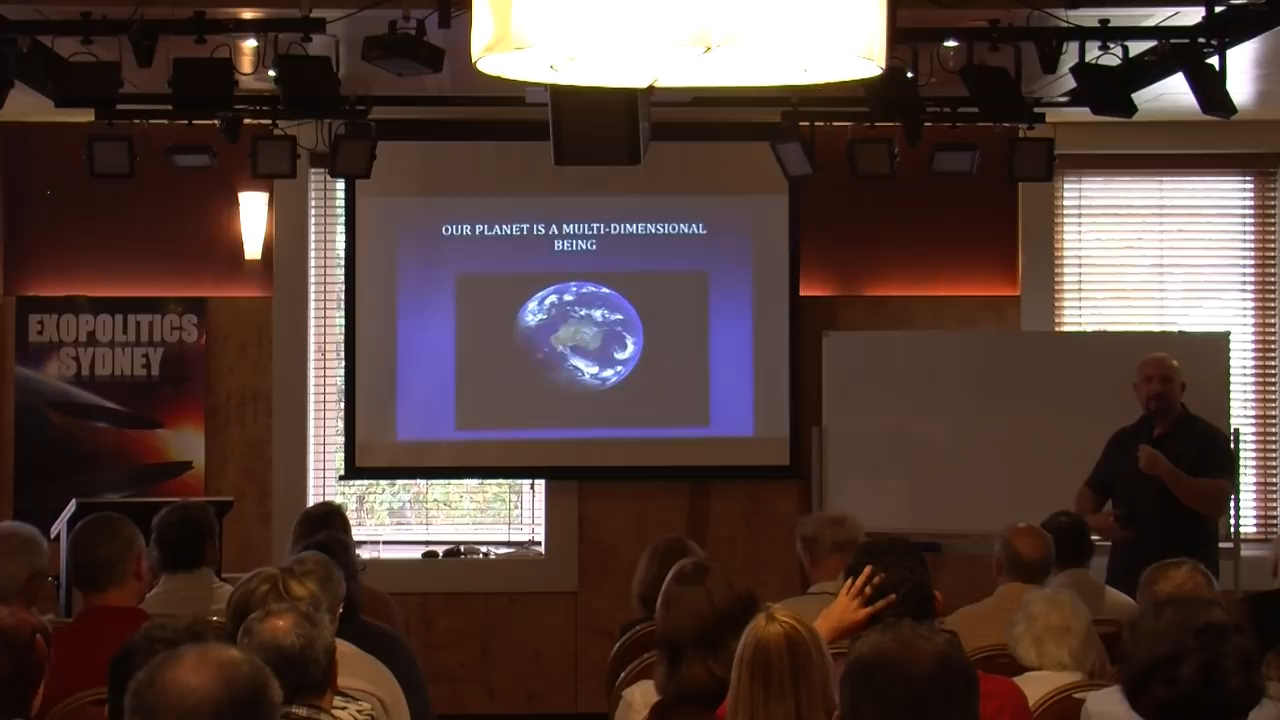 OUR PLANET IS A MULTI-DIMENSIONAL
BEING
EXOPOLITICS
SYDNEY